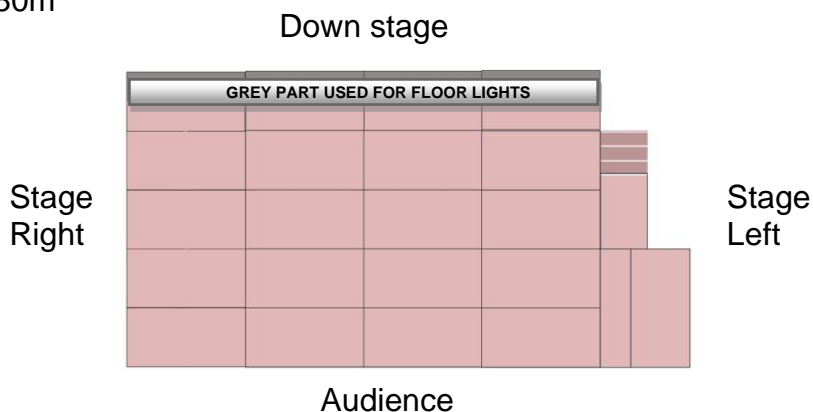 Down stage
GREY PART USED FOR FLOOR LIGHTS
Stage
Right
Stage
Left
Audience